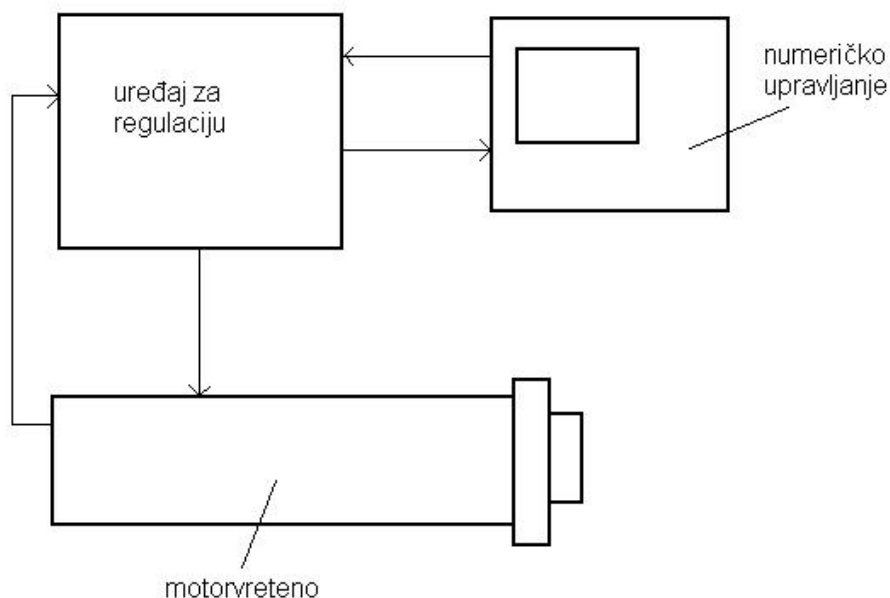 uređaj za
regulaciju
numeričko
upravljanje
motorvreteno